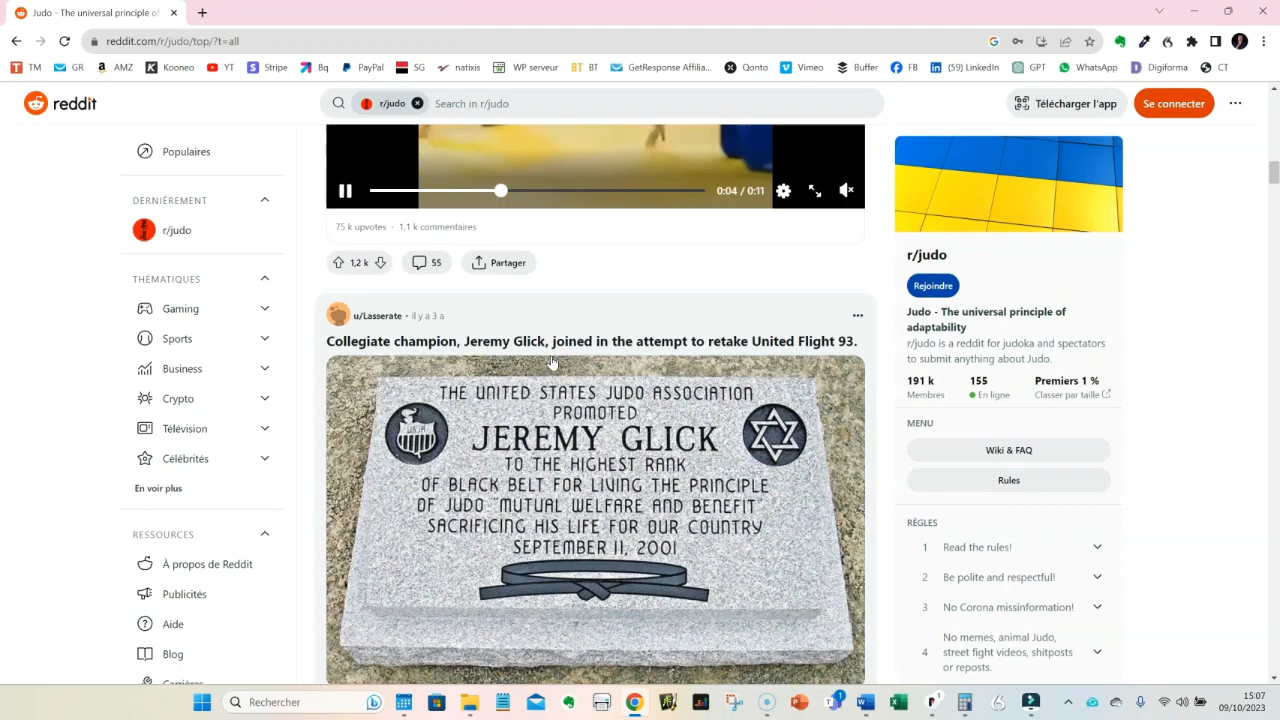 Judo - The universal principle of
reddit.com/r/judo/top/?t=all
TM
GR
AMZ
Kooneo
YT
Stripe
Bq
PayPal
SG
natixis
WP serveur
BT BT
GetResponse Affilia...
Qonto
Vimeo
Buffer
FB
(59) LinkedIn
GPT
WhatsApp
Digiforma
CT
reddit
r/judo
Search in r/judo
Télécharger l'app
Se connecter
Populaires
DERNIÈREMENT
r/judo
THÉMATIQUES
Gaming
Sports
Business
Crypto
Télévision
Célébrités
En voir plus
RESSOURCES
À propos de Reddit
Publicités
Aide
Blog
Carrières
0:04 / 0:11
75 k upvotes · 1,1 k commentaires
1,2 k
55
Partager
u/Lasserate • il y a 3 a
Collegiate champion, Jeremy Glick, joined in the attempt to retake United Flight 93.
THE UNITED STATES JUDO ASSOCIATION
PROMOTED
USJA
JEREMY GLICK
TO THE HIGHEST RANK
OF BLACK BELT FOR LIVING THE PRINCIPLE
OF JUDO "MUTUAL WELFARE AND BENEFIT"
SACRIFICING HIS LIFE FOR OUR COUNTRY
SEPTEMBER 11, 2001
r/judo
Rejoindre
Judo - The universal principle of
adaptability
r/judo is a reddit for judoka and spectators
to submit anything about Judo.
191 k
155
Premiers 1 %
Membres
En ligne
Classer par taille
MENU
Wiki & FAQ
Rules
RÈGLES
1 Read the rules!
2 Be polite and respectful!
3 No Corona missinformation!
4 No memes, animal Judo,
street fight videos, shitposts
or reposts.
Rechercher
15:07
09/10/2023